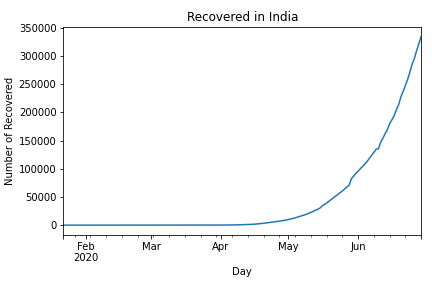 Recovered in India
350000
300000
250000
200000
150000
100000
50000
0
Number of Recovered
Feb
2020
Mar
Apr
May
Jun
Day